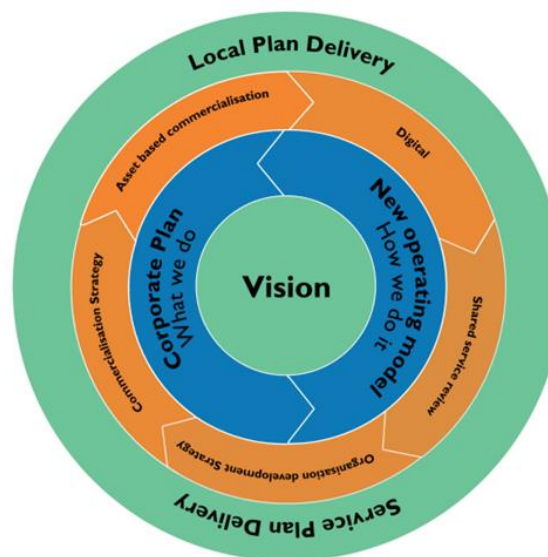 Local Plan Delivery
Asset based commercialisation
Digital
Corporate Plan
What we do
New operating model
How we do it
Vision
Commercialisation Strategy
Shared service review
Organisation development Strategy
Service Plan Delivery